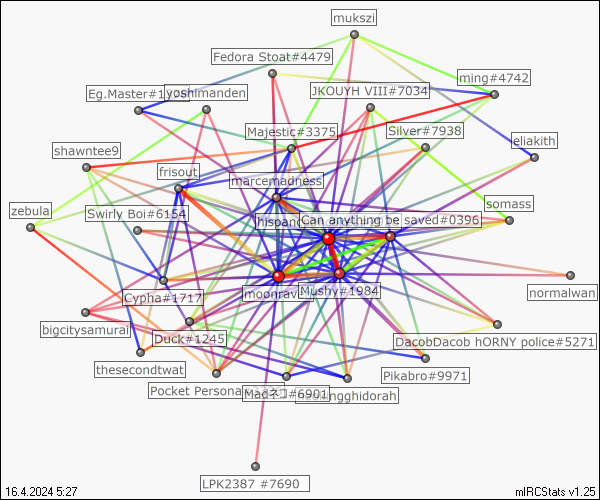 mukszi
Fedora Stoat#4479
ming#4742
Eg.Master#1
yoshimanden
JKOUYH VIII#7034
Majestic#3375
Silver#7938
eliakith
shawntee9
frisout
marcemadness
zebula
Swirly Boi#6154
hispan
Can anything be saved#0396
somass
Cypha#1717
moonrav
Mushy#1984
normalwan
bigcitysamurai
Duck#1245
DacobDacob hORNY police#5271
thesecondtwat
Pikabro#9971
Pocket Persona
#6901
ngghidorah
LPK2387 #7690
16.4.2024 5:27
mIRCStats v1.25